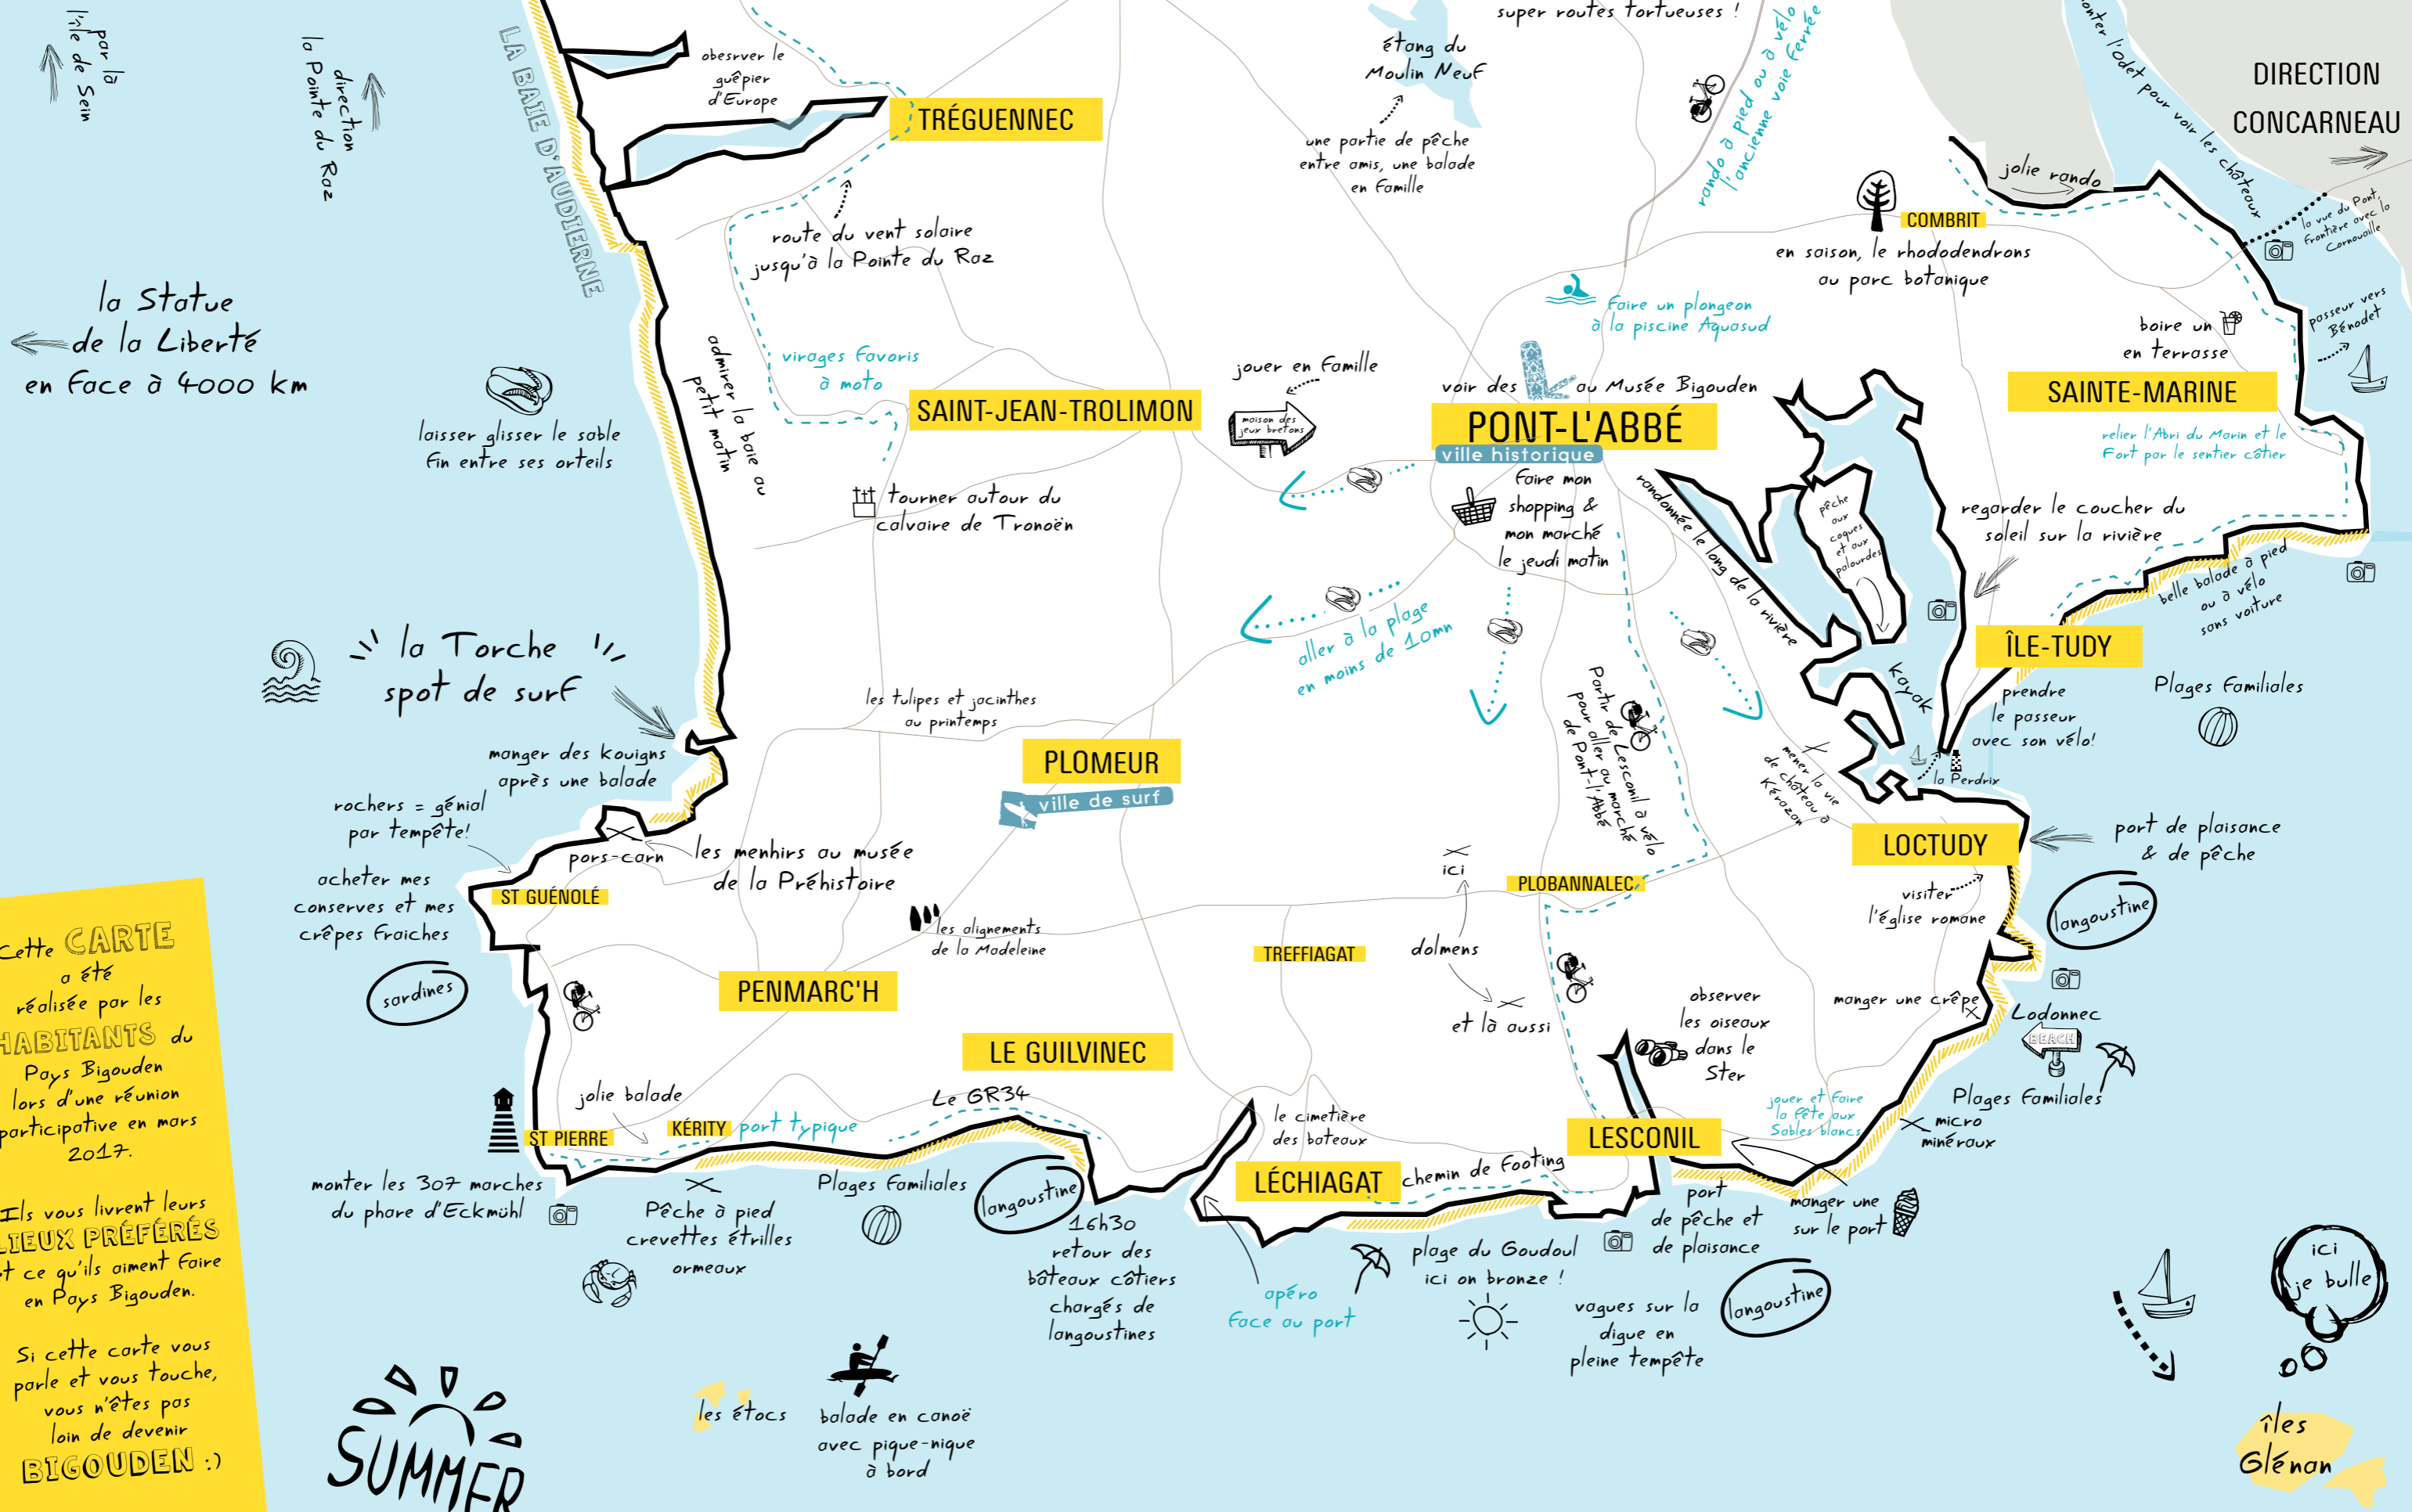 par là
l'île de Sein
direction
la Pointe du Raz
LA BAIE D'AUDIERNE
obesrver le
guêpier
d'Europe
TRÉGUENNEC
route du vent solaire
jusqu'à la Pointe du Raz
super routes tortueuses !
étang du
Moulin Neuf
une partie de pêche
entre amis, une balade
en famille
rando à pied ou à vélo
l'ancienne voie ferrée
onter l'Odet pour voir les châteaux
DIRECTION
CONCARNEAU
jolie rando
la vue du Pont,
frontière avec la
Cornouaille
COMBRIT
en saison, le rhododendrons
au parc botanique
passeur vers
Bénodet
boire un
en terrasse
SAINTE-MARINE
relier l'Abri du Marin et le
Fort par le sentier côtier
la Statue
de la Liberté
en face à 4000 km
laisser glisser le sable
fin entre ses orteils
admirer la baie au
petit matin
virages favoris
à moto
SAINT-JEAN-TROLIMON
tourner autour du
calvaire de Tronoën
jouer en famille
maison des
jeux bretons
faire un plongeon
à la piscine Aquasud
voir des
au Musée Bigouden
PONT-L'ABBÉ
ville historique
faire mon
shopping &
mon marché
le jeudi matin
randonnée le long de la rivière
pêche
aux
coques
et aux
palourdes
regarder le coucher du
soleil sur la rivière
belle balade à pied
ou à vélo
sans voiture
ÎLE-TUDY
Plages familiales
prendre
le passeur
avec son vélo!
kayak
la Perdrix
aller à la plage
en moins de 10mn
Partir de Lesconil à vélo
pour aller au marché
de Pont-l'Abbé
mener la vie
de château à
Kérazan
la Torche
spot de surf
manger des kouigns
après une balade
rochers = génial
par tempête!
pors-carn
les menhirs au musée
de la Préhistoire
les tulipes et jacinthes
au printemps
PLOMEUR
ville de surf
acheter mes
conserves et mes
crêpes fraiches
ST GUÉNOLÉ
sardines
les alignements
de la Madeleine
PENMARC'H
TREFFIAGAT
ici
dolmens
et là aussi
PLOBANNALEC
LOCTUDY
port de plaisance
& de pêche
visiter
l'église romane
langoustine
manger une crêpe
Lodonnec
BEACH
Plages familiales
micro
minéraux
observer
les oiseaux
dans le
Ster
jouer et faire
la fête aux
Sables blancs
LE GUILVINEC
Le GR34
jolie balade
ST PIERRE
KÉRITY
port typique
monter les 307 marches
du phare d'Eckmühl
Pêche à pied
crevettes étrilles
ormeaux
Plages familiales
langoustine
16h30
retour des
bâteaux côtiers
chargés de
langoustines
le cimetière
des bateaux
LÉCHIAGAT
chemin de footing
LESCONIL
apéro
face au port
plage du Goudoul
ici on bronze !
port
de pêche et
de plaisance
manger une
sur le port
vagues sur la
digue en
pleine tempête
langoustine
ici
je bulle
îles
Glénan
les étocs
balade en canoë
avec pique-nique
à bord
SUMMER
Cette CARTE
a été
réalisée par les
HABITANTS du
Pays Bigouden
lors d'une réunion
participative en mars
2017.
Ils vous livrent leurs
LIEUX PRÉFÉRÉS
et ce qu'ils aiment faire
en Pays Bigouden.
Si cette carte vous
parle et vous touche,
vous n'êtes pas
loin de devenir
BIGOUDEN :)